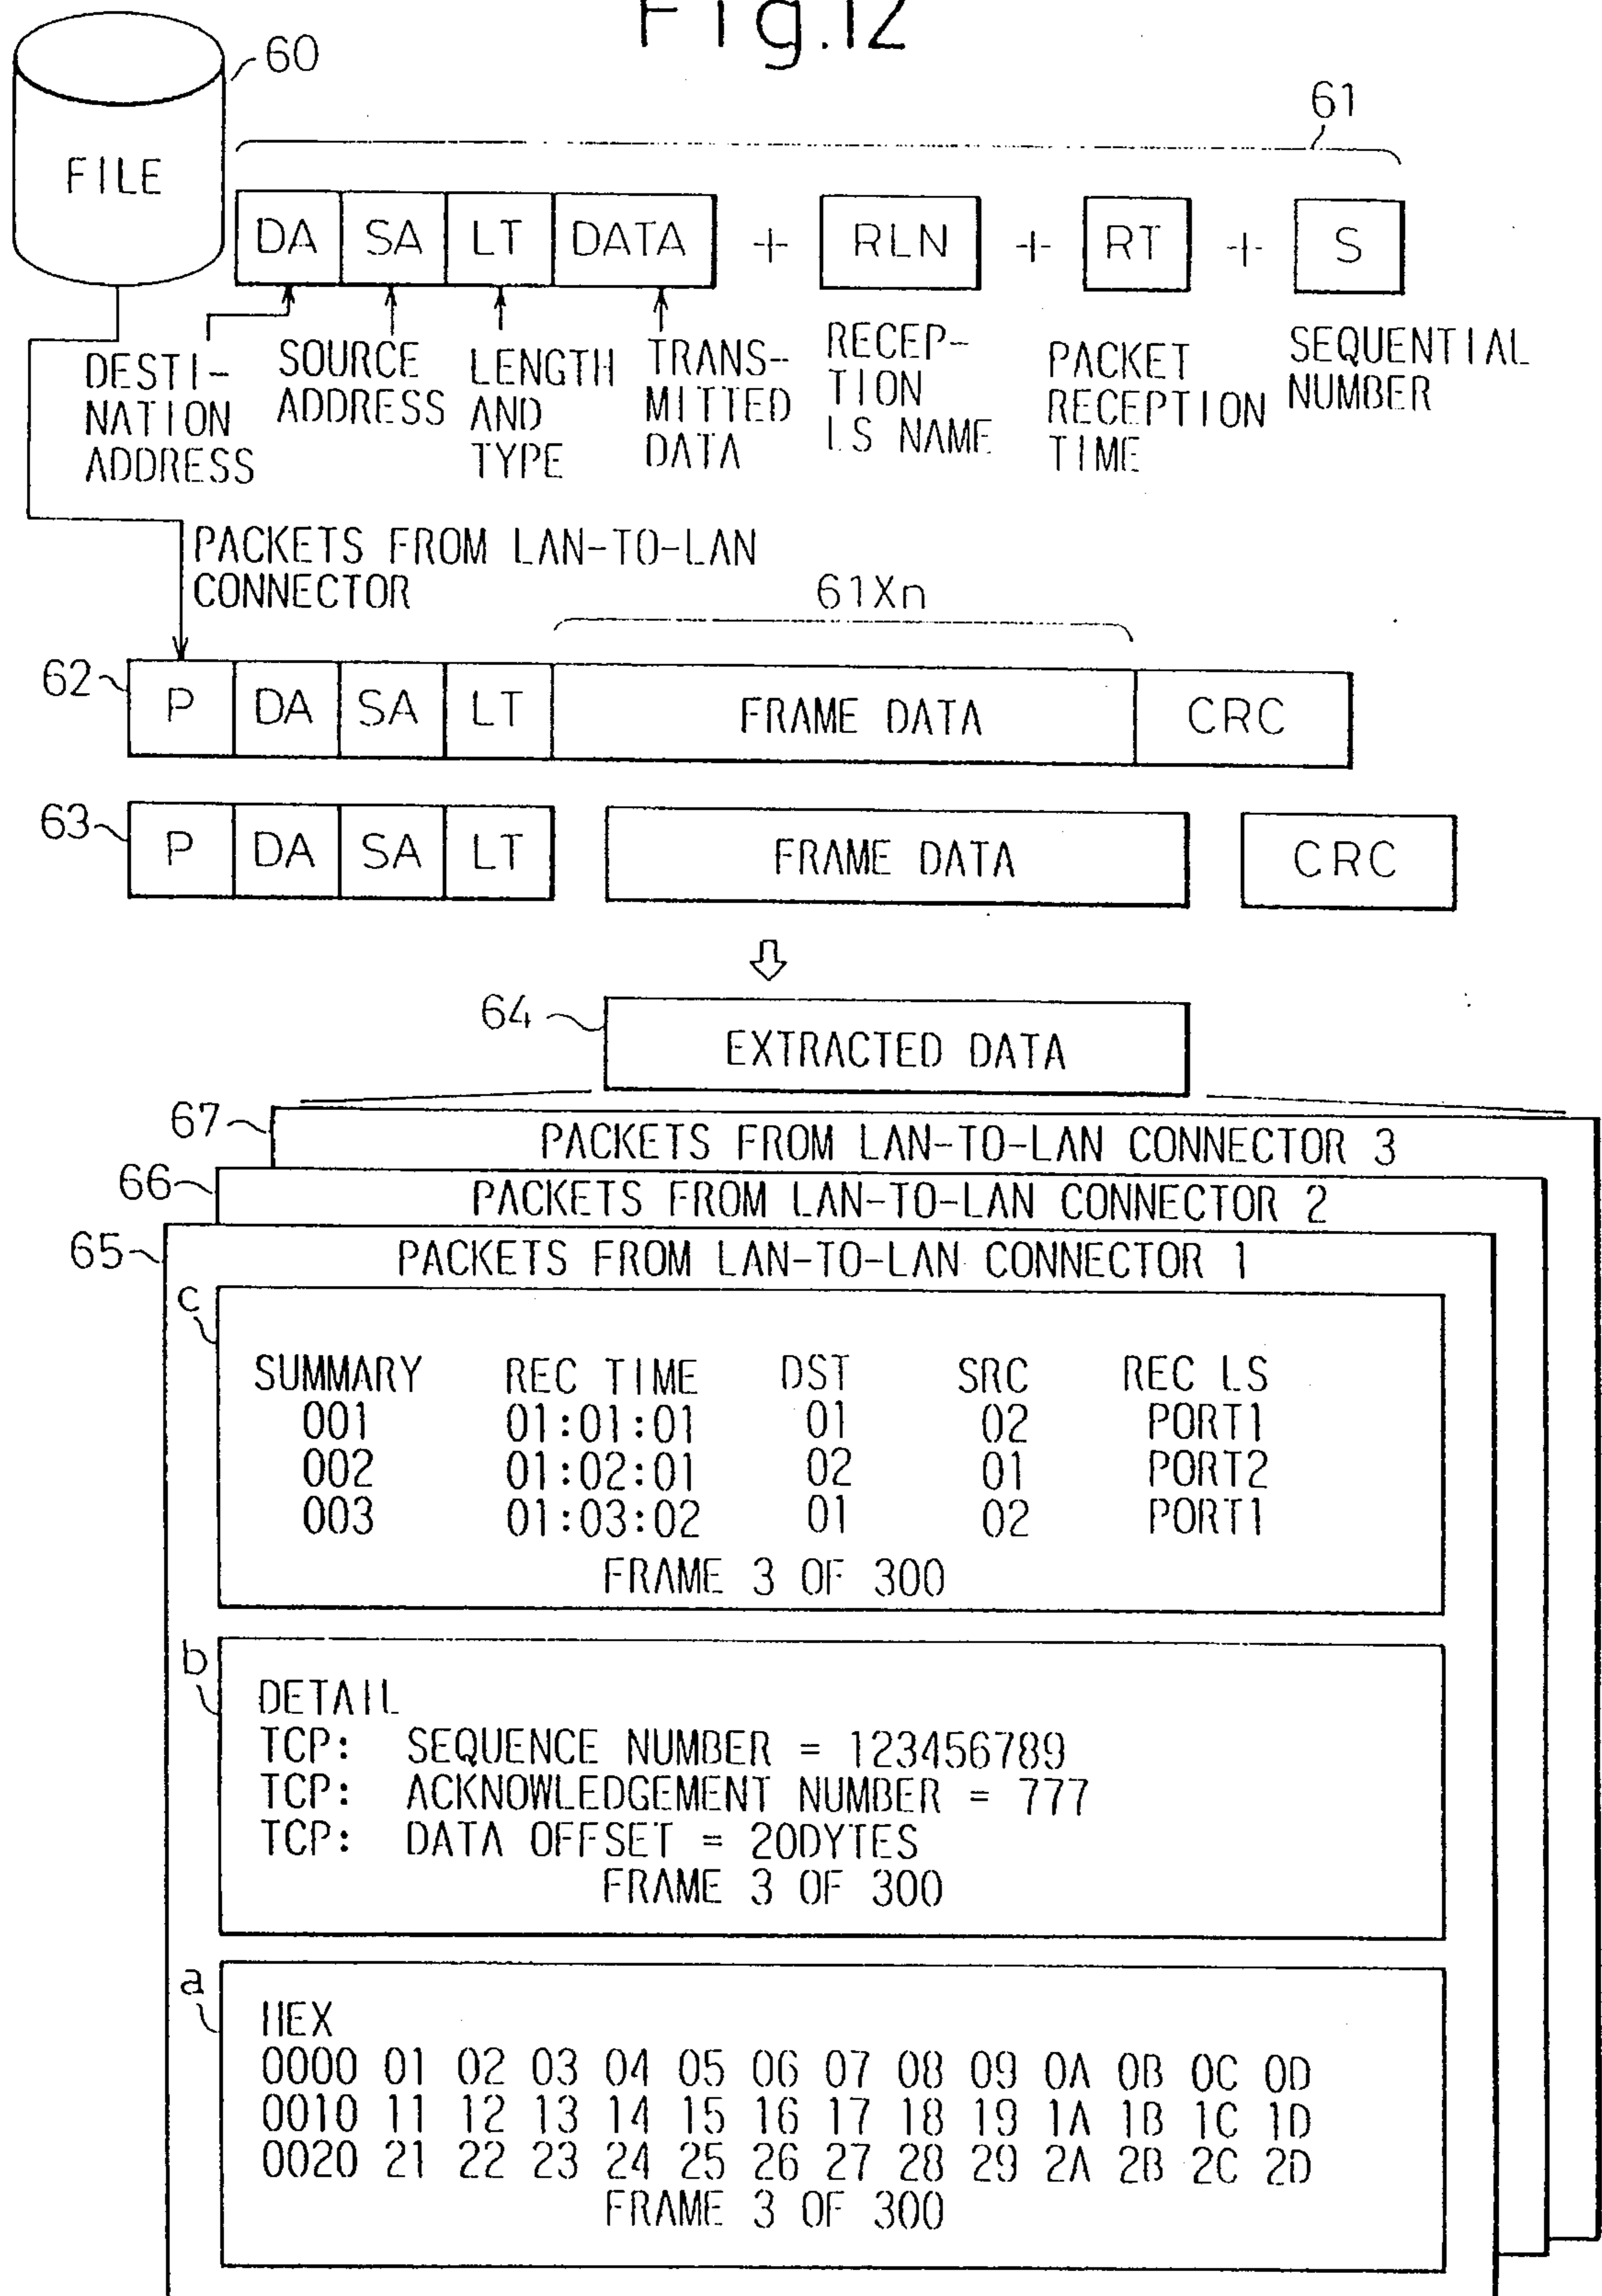 Fig.12
60
61
FILE
DA SA LT DATA + RLN + RT + S
DESTI-
NATION
ADDRESS
SOURCE
ADDRESS
LENGTH
AND
TYPE
TRANS-
MITTED
DATA
RECEP-
TION
LS NAME
PACKET
RECEPTION
TIME
SEQUENTIAL
NUMBER
PACKETS FROM LAN-TO-LAN
CONNECTOR
61Xn
62 P DA SA LT FRAME DATA CRC
63 P DA SA LT FRAME DATA CRC
64 EXTRACTED DATA
67 PACKETS FROM LAN-TO-LAN CONNECTOR 3
66 PACKETS FROM LAN-TO-LAN CONNECTOR 2
65 PACKETS FROM LAN-TO-LAN CONNECTOR 1
c
SUMMARY REC TIME DST SRC REC LS
001 01:01:01 01 02 PORT1
002 01:02:01 02 01 PORT2
003 01:03:02 01 02 PORT1
FRAME 3 OF 300
b
DETAIL
TCP: SEQUENCE NUMBER = 123456789
TCP: ACKNOWLEDGEMENT NUMBER = 777
TCP: DATA OFFSET = 20DYTES
FRAME 3 OF 300
a
HEX
0000 01 02 03 04 05 06 07 08 09 0A 0B 0C 0D
0010 11 12 13 14 15 16 17 18 19 1A 1B 1C 1D
0020 21 22 23 24 25 26 27 28 29 2A 2B 2C 2D
FRAME 3 OF 300